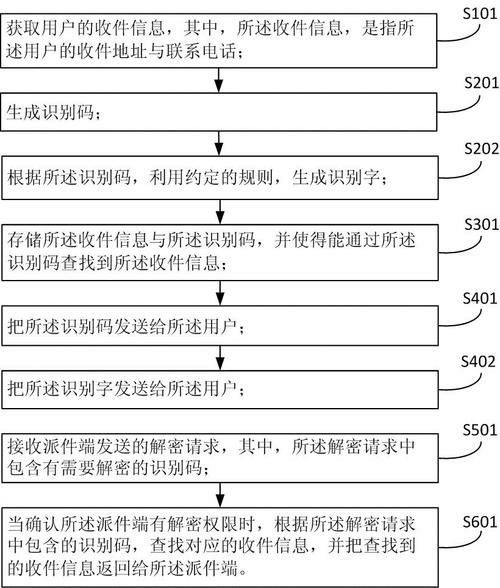 获取用户的收件信息，其中，所述收件信息，是指所
述用户的收件地址与联系电话；
S101
生成识别码；
S201
根据所述识别码，利用约定的规则，生成识别字；
S202
存储所述收件信息与所述识别码，并使得能通过所述
识别码查找到所述收件信息；
S301
把所述识别码发送给所述用户；
S401
把所述识别字发送给所述用户；
S402
接收派件端发送的解密请求，其中，所述解密请求中
包含有需要解密的识别码；
S501
当确认所述派件端有解密权限时，根据所述解密请求
中包含的识别码，查找对应的收件信息，并把查找到
的收件信息返回给所述派件端。
S601